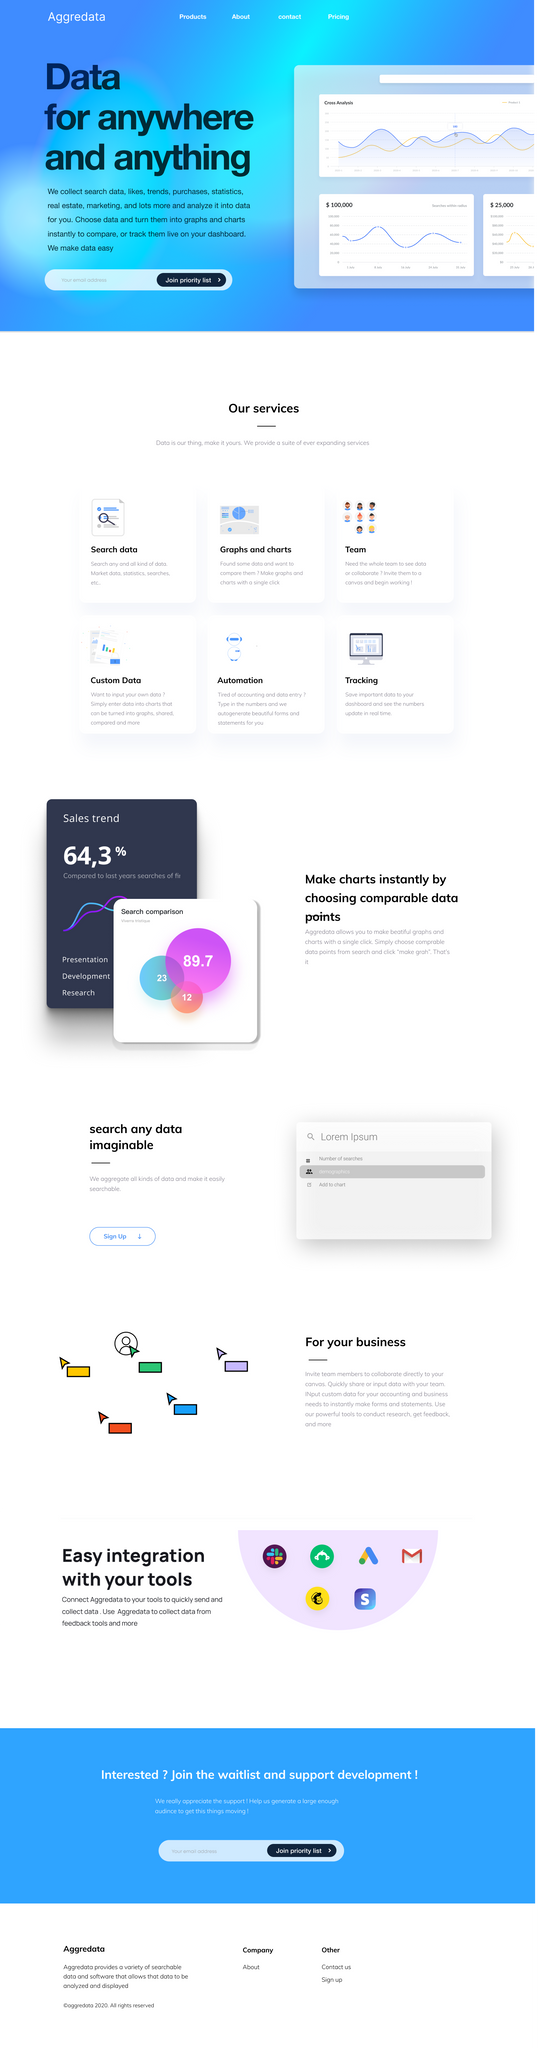 Aggredata
Products About contact Pricing
Data
for anywhere
and anything
We collect search data, likes, trends, purchases, statistics,
real estate, marketing, and lots more and analyze it into data
for you. Choose data and turn them into graphs and charts
instantly to compare, or track them live on your dashboard.
We make data easy
Your email address
Join priority list
Cross Analysis
$ 100,000
$ 25,000
Our services
Data is our thing, make it yours. We provide a suite of ever expanding services
Search data
Search any and all kind of data.
Market data, statistics, searches,
etc..
Graphs and charts
Found some data and want to
compare them ? Make graphs and
charts with a single click
Team
Need the whole team to see data
or collaborate ? Invite them to a
canvas and begin working !
Custom Data
Want to input your own data ?
Simply enter data into charts that
can be turned into graphs, shared,
compared and more
Automation
Tired of accounting and data entry ?
Type in the numbers and we
autogenerate beautiful forms and
statements for you
Tracking
Save important data to your
dashboard and see the numbers
update in real time.
Sales trend
64,3 %
Compared to last years searches of fi
Presentation
Development
Research
Search comparison
89.7
23
12
Make charts instantly by
choosing comparable data
points
Aggredata allows you to make beatiful graphs and
charts with a single click. Simply choose comprable
data points from search and click "make grah". That's
it
search any data
imaginable
We aggregate all kinds of data and make it easily
searchable.
Sign Up
Lorem Ipsum
Number of searches
Add to chart
For your business
Invite team members to collaborate directly to your
canvas. Quickly share or input data with your team.
INput custom data for your accounting and business
needs to instantly make forms and statements. Use
our powerful tools to conduct research, get feedback,
and more
Easy integration
with your tools
Connect Aggredata to your tools to quickly send and
collect data . Use Aggredata to collect data from
feedback tools and more
S
Interested ? Join the waitlist and support development !
We really appreciate the support ! Help us generate a large enough
audince to get this things moving !
Your email address
Join priority list
Aggredata
Aggredata provides a variety of searchable
data and software that allows that data to be
analyzed and displayed
©aggredata 2020. All rights reserved
Company
About
Other
Contact us
Sign up